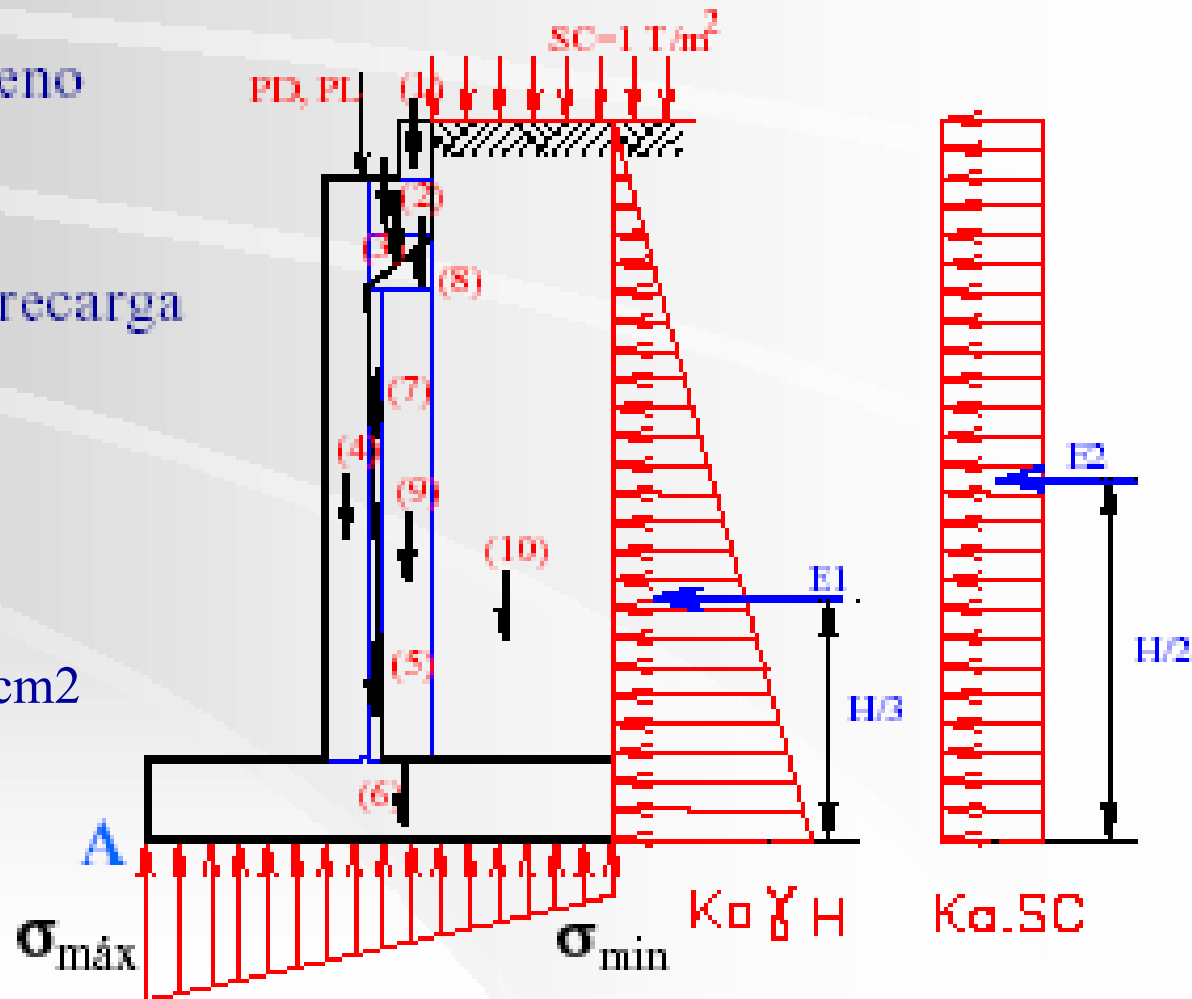 SC=1 T/m2
eno
PD, PL
(1)
(2)
(3)
(8)
recarga
(7)
(4)
E2
(9)
(10)
E1
H/2
(5)
cm2
H/3
(6)
A
Ka γ H
Ka.SC
σmáx
σmin